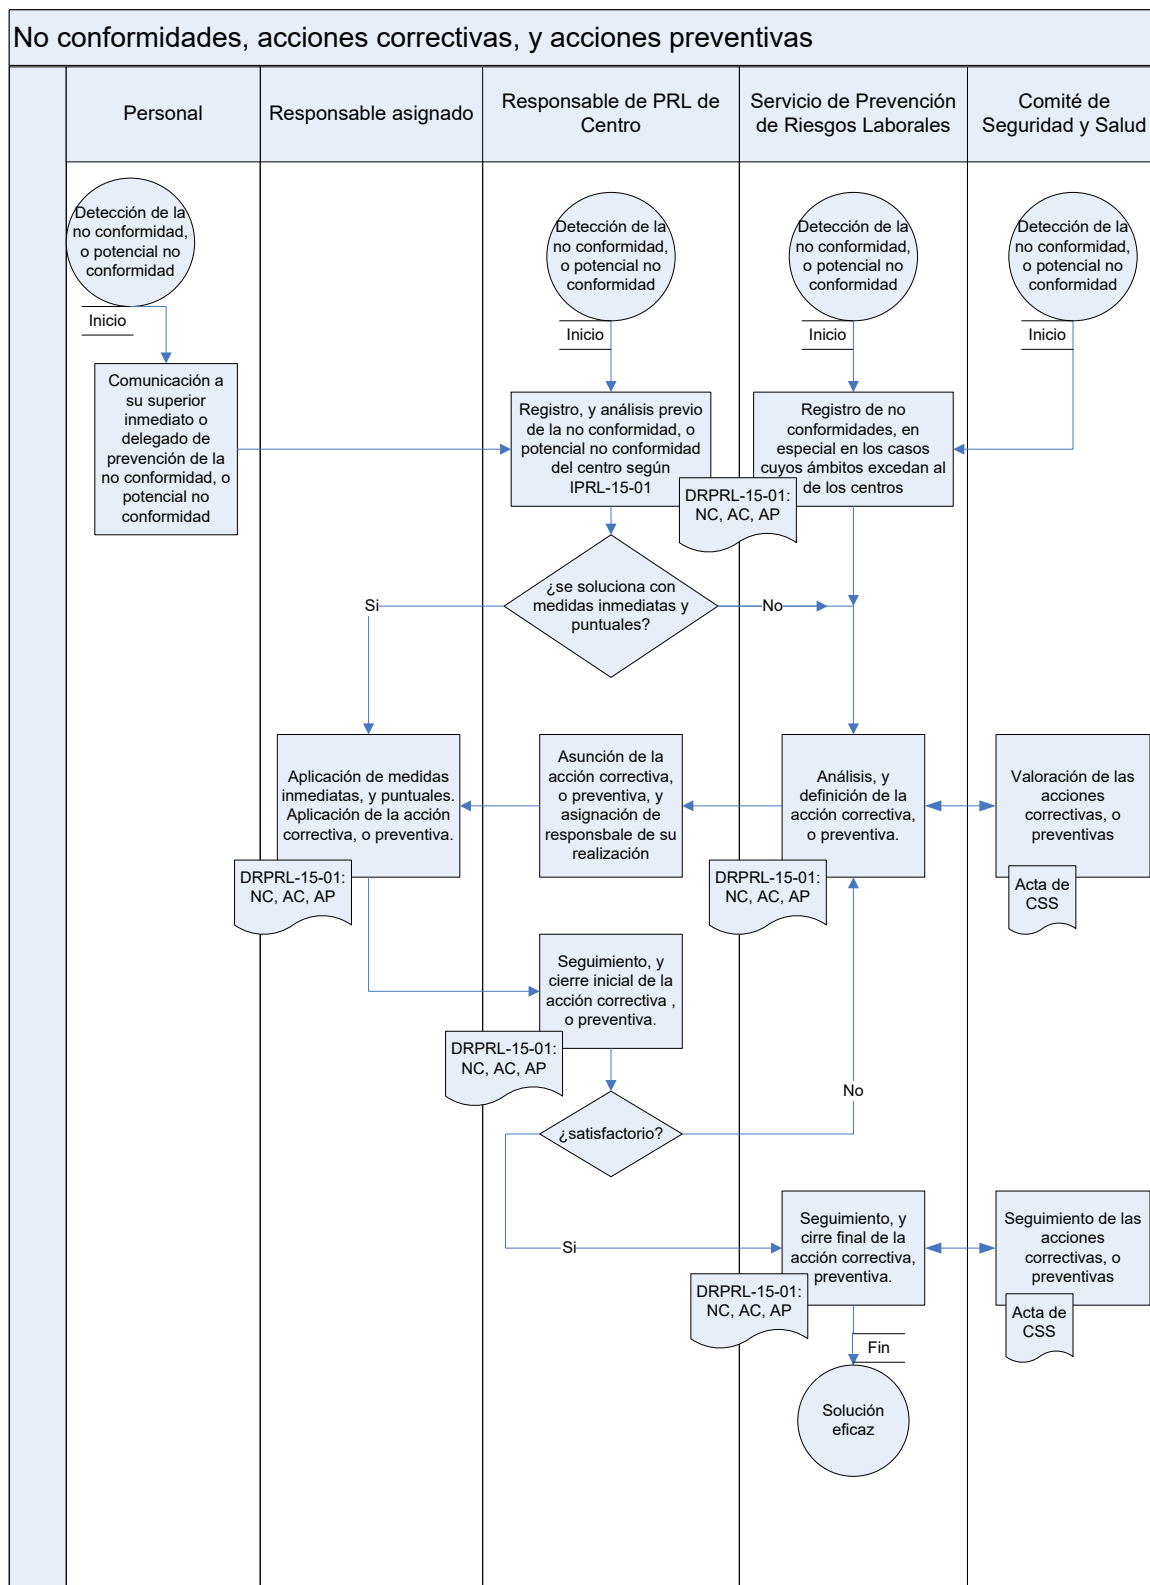 No conformidades, acciones correctivas, y acciones preventivas
Personal
Responsable asignado
Responsable de PRL de
Centro
Servicio de Prevención
de Riesgos Laborales
Comité de
Seguridad y Salud
Detección de la
no conformidad,
o potencial no
conformidad
Detección de la
no conformidad,
o potencial no
conformidad
Detección de la
no conformidad,
o potencial no
conformidad
Detección de la
no conformidad,
o potencial no
conformidad
Inicio
Inicio
Inicio
Inicio
Comunicación a
su superior
inmediato o
delegado de
prevención de la
no conformidad, o
potencial no
conformidad
Registro, y análisis previo
de la no conformidad, o
potencial no conformidad
del centro según
IPRL-15-01
Registro de no
conformidades, en
especial en los casos
cuyos ámbitos excedan al
de los centros
DRPRL-15-01:
NC, AC, AP
¿se soluciona con
medidas inmediatas y
puntuales?
Si
No
Aplicación de medidas
inmediatas, y puntuales.
Aplicación de la acción
correctiva, o preventiva.
DRPRL-15-01:
NC, AC, AP
Asunción de la
acción correctiva,
o preventiva, y
asignación de
responsbale de su
realización
Análisis, y
definición de la
acción correctiva,
o preventiva.
DRPRL-15-01:
NC, AC, AP
Valoración de las
acciones
correctivas, o
preventivas
Acta de
CSS
Seguimiento, y
cierre inicial de la
acción correctiva ,
o preventiva.
DRPRL-15-01:
NC, AC, AP
No
¿satisfactorio?
Si
Seguimiento, y
cirre final de la
acción correctiva,
preventiva.
DRPRL-15-01:
NC, AC, AP
Seguimiento de las
acciones
correctivas, o
preventivas
Acta de
CSS
Fin
Solución
eficaz